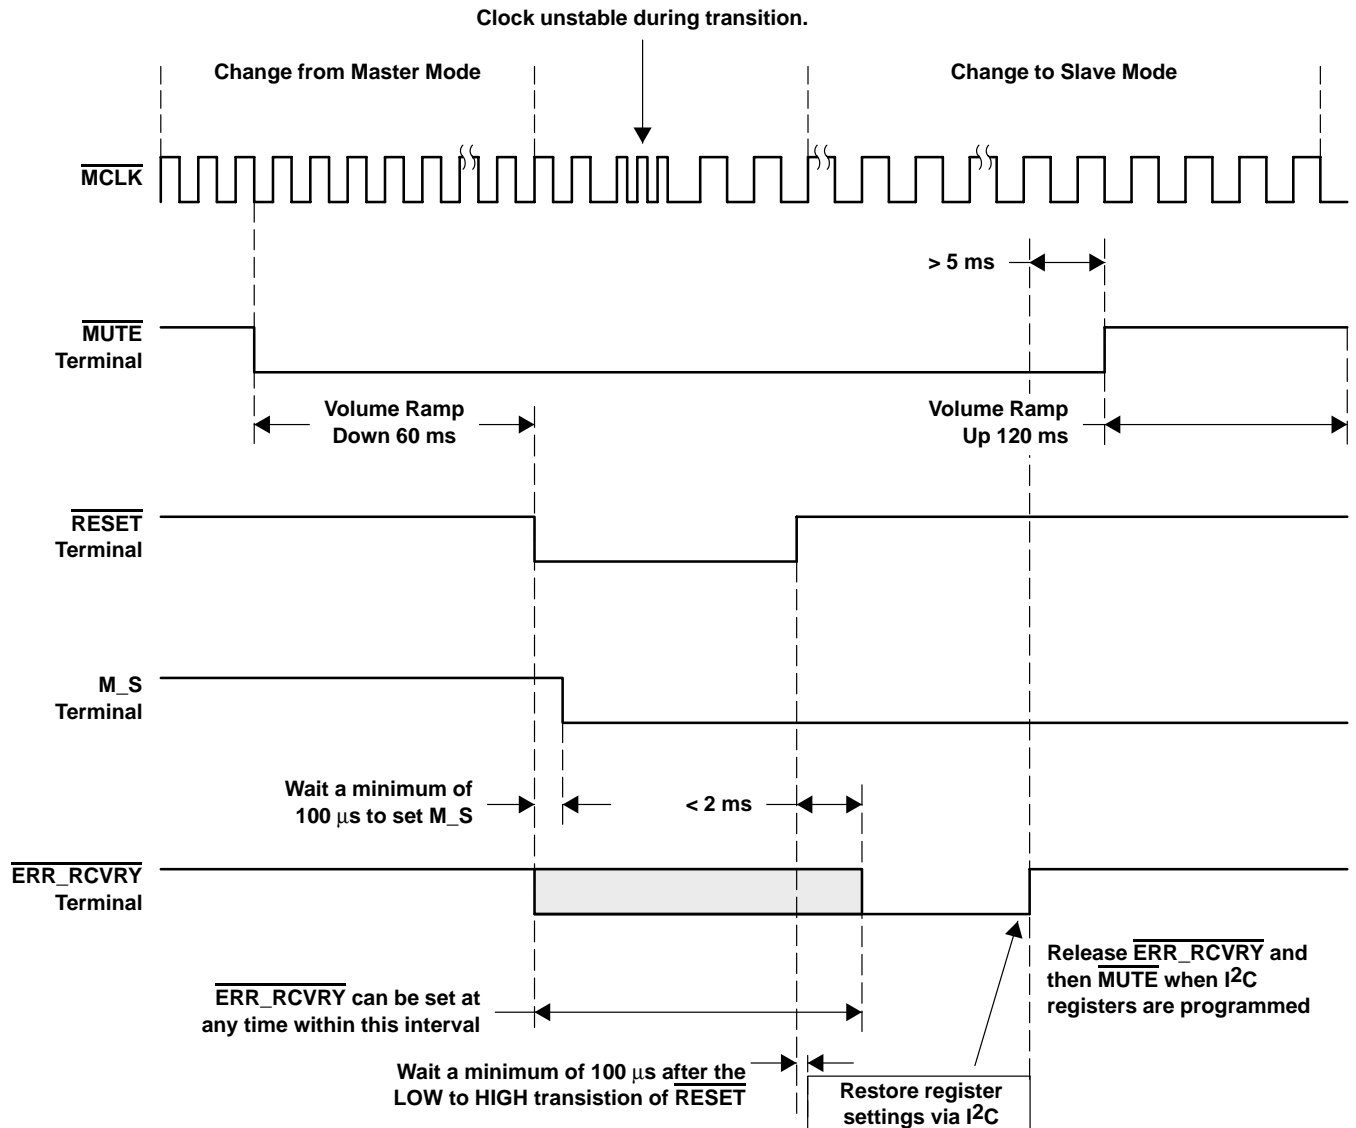 Clock unstable during transition.
Change from Master Mode
Change to Slave Mode
MCLK
> 5 ms
MUTE
Terminal
Volume Ramp
Down 60 ms
Volume Ramp
Up 120 ms
RESET
Terminal
M_S
Terminal
Wait a minimum of
100 μs to set M_S
< 2 ms
ERR_RCVRY
Terminal
ERR_RCVRY can be set at
any time within this interval
Release ERR_RCVRY and
then MUTE when I2C
registers are programmed
Wait a minimum of 100 μs after the
LOW to HIGH transistion of RESET
Restore register
settings via I2C